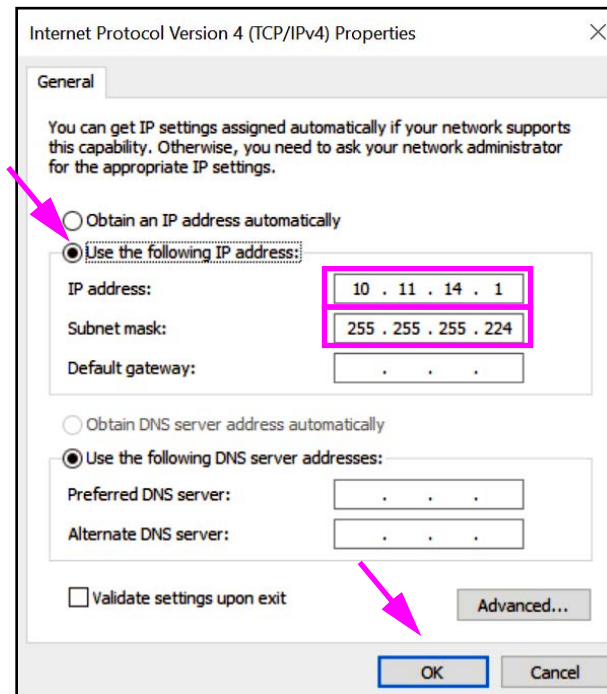 Internet Protocol Version 4 (TCP/IPv4) Properties
General
You can get IP settings assigned automatically if your network supports
this capability. Otherwise, you need to ask your network administrator
for the appropriate IP settings.
Obtain an IP address automatically
Use the following IP address:
IP address: 10 . 11 . 14 . 1
Subnet mask: 255 . 255 . 255 . 224
Default gateway: . . .
Obtain DNS server address automatically
Use the following DNS server addresses:
Preferred DNS server: . . .
Alternate DNS server: . . .
Validate settings upon exit
Advanced...
OK Cancel